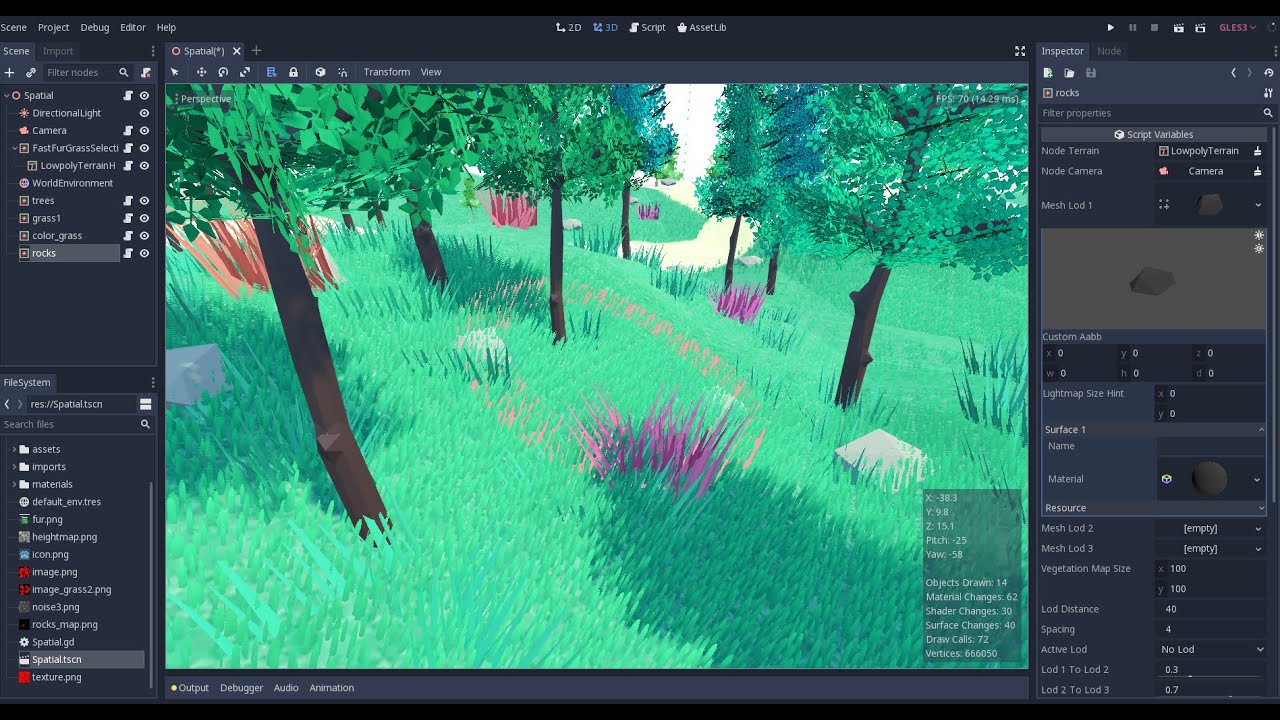 Scene Project Debug Editor Help
2D 3D Script AssetLib
GLES3
Scene Import
Filter nodes
Spatial
DirectionalLight
Camera
FastFurGrassSelecti
LowpolyTerrainH
WorldEnvironment
trees
grass1
color_grass
rocks
FileSystem
res://Spatial.tscn
Search files
assets
imports
materials
default_env.tres
fur.png
heightmap.png
icon.png
image.png
image_grass2.png
noise3.png
rocks_map.png
Spatial.gd
Spatial.tscn
texture.png
Spatial(*)
Transform View
Perspective
FPS: 70 (14.29 ms)
X: -38.3
Y: 9.8
Z: 15.1
Pitch: -25
Yaw: -58
Objects Drawn: 14
Material Changes: 62
Shader Changes: 30
Surface Changes: 40
Draw Calls: 72
Vertices: 666050
Output Debugger Audio Animation
Inspector Node
rocks
Filter properties
Script Variables
Node Terrain LowpolyTerrain
Node Camera Camera
Mesh Lod 1
Custom Aabb
x 0 y 0 z 0
w 0 h 0 d 0
Lightmap Size Hint x 0
y 0
Surface 1
Name
Material
Resource
Mesh Lod 2 [empty]
Mesh Lod 3 [empty]
Vegetation Map Size x 100
y 100
Lod Distance 40
Spacing 4
Active Lod No Lod
Lod 1 To Lod 2 0.3
Lod 2 To Lod 3 0.7